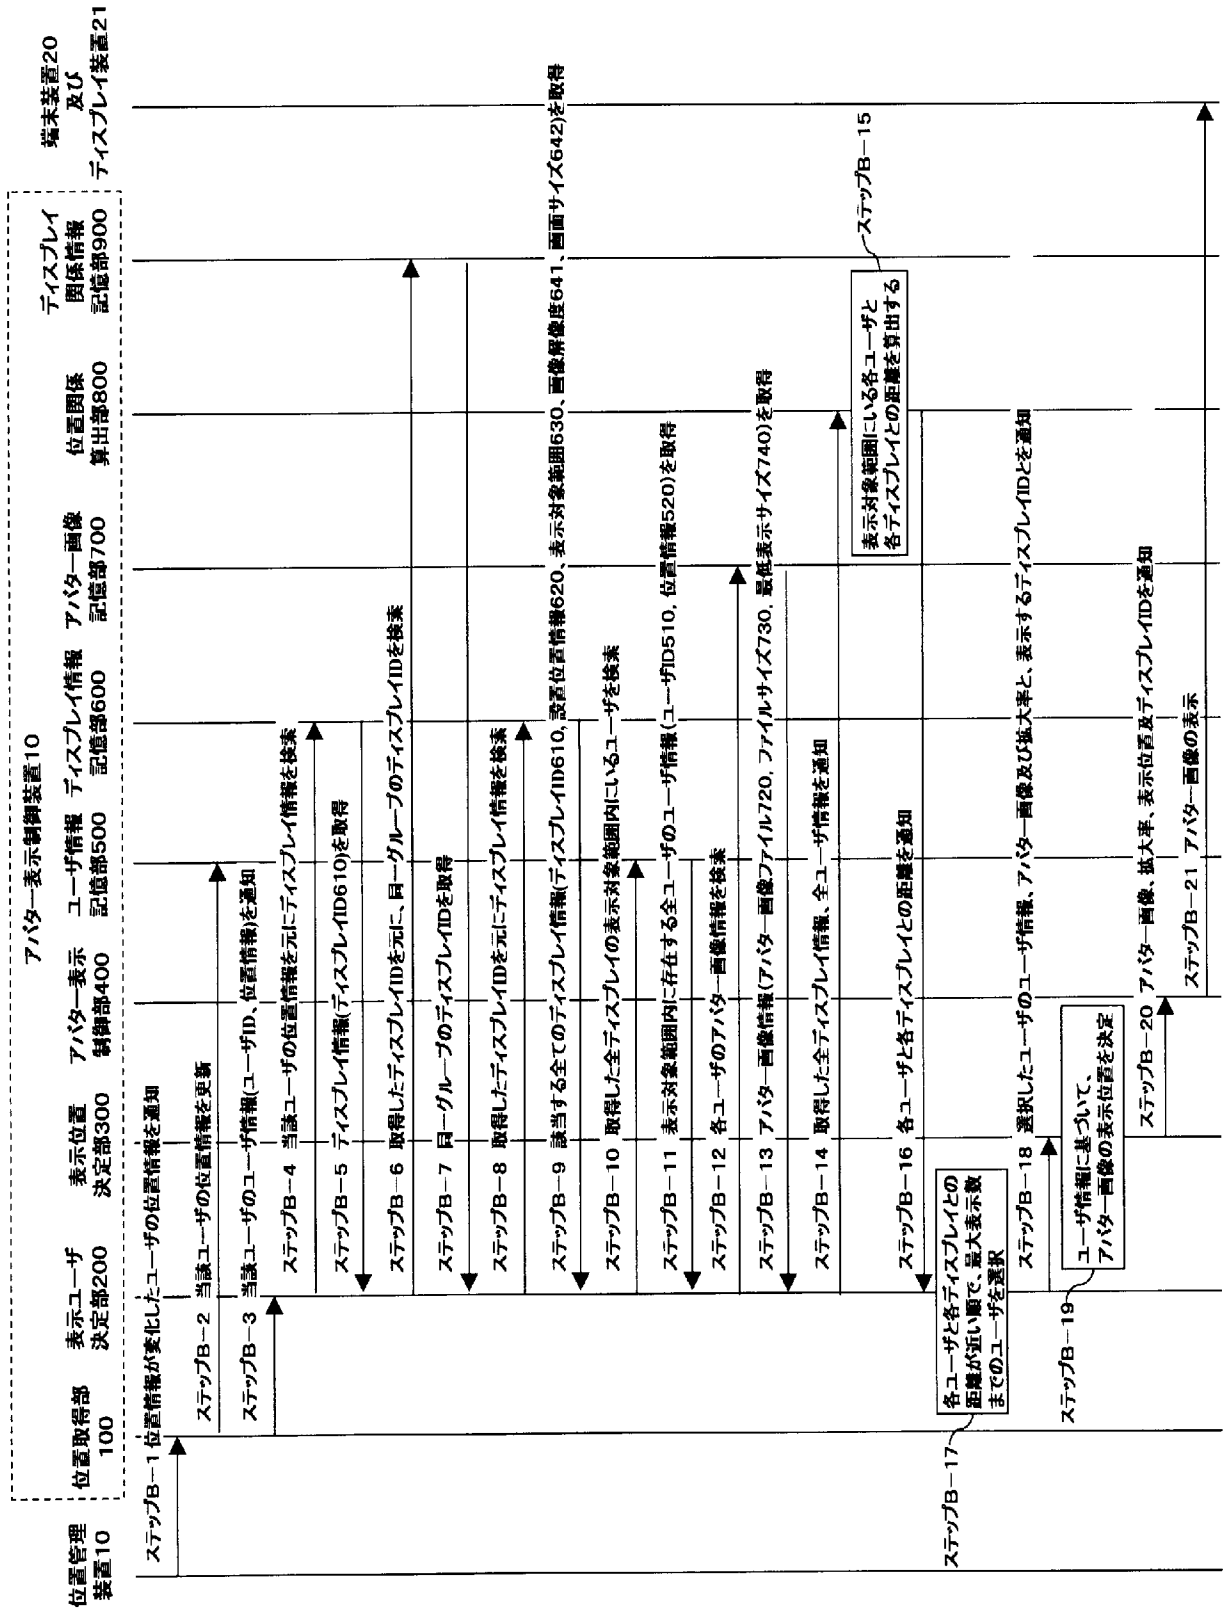 アバター表示制御装置10
位置管理
装置10
位置取得部
100
表示ユーザ
決定部200
表示位置
決定部300
アバター表示
制御部400
ユーザ情報
記憶部500
ディスプレイ情報
記憶部600
アバター画像
記憶部700
位置関係
算出部800
ディスプレイ
関係情報
記憶部900
端末装置20
及び
ディスプレイ装置21
ステップB-1 位置情報が変化したユーザの位置情報を通知
ステップB-2 当該ユーザの位置情報を更新
ステップB-3 当該ユーザのユーザ情報(ユーザID、位置情報)を通知
ステップB-4 当該ユーザの位置情報を元にディスプレイ情報を検索
ステップB-5 ディスプレイ情報(ディスプレイID610)を取得
ステップB-6 取得したディスプレイIDを元に、同一グループのディスプレイIDを検索
ステップB-7 同一グループのディスプレイIDを取得
ステップB-8 取得したディスプレイIDを元にディスプレイ情報を検索
ステップB-9 該当する全てのディスプレイ情報(ディスプレイID610, 設置位置情報620、表示対象範囲630、画像解像度641、画面サイズ642)を取得
ステップB-10 取得した全ディスプレイの表示対象範囲内にいるユーザを検索
ステップB-11 表示対象範囲内に存在する全ユーザのユーザ情報(ユーザID510, 位置情報520)を取得
ステップB-12 各ユーザのアバター画像情報を検索
ステップB-13 アバター画像情報(アバター画像ファイル720, ファイルサイズ730, 最低表示サイズ740)を取得
ステップB-14 取得した全ディスプレイ情報、全ユーザ情報を通知
表示対象範囲にいる各ユーザと
各ディスプレイとの距離を算出する
ステップB-15
ステップB-16 各ユーザと各ディスプレイとの距離を通知
各ユーザと各ディスプレイとの
距離が近い順で、最大表示数
までのユーザを選択
ステップB-17
ステップB-18 選択したユーザのユーザ情報、アバター画像及び拡大率と、表示するディスプレイIDとを通知
ユーザ情報に基づいて、
アバター画像の表示位置を決定
ステップB-19
ステップB-20 アバター画像、拡大率、表示位置及ディスプレイIDを通知
ステップB-21 アバター画像の表示